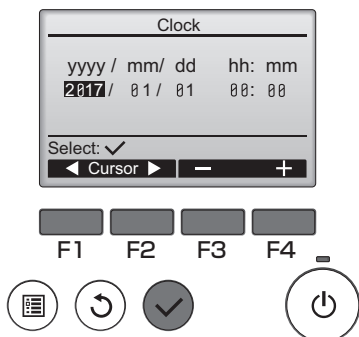 Clock
yyyy / mm/ dd hh: mm
2017 / 01 / 01 00: 00
Select: ✓
◀ Cursor ▶ − +
F1 F2 F3 F4